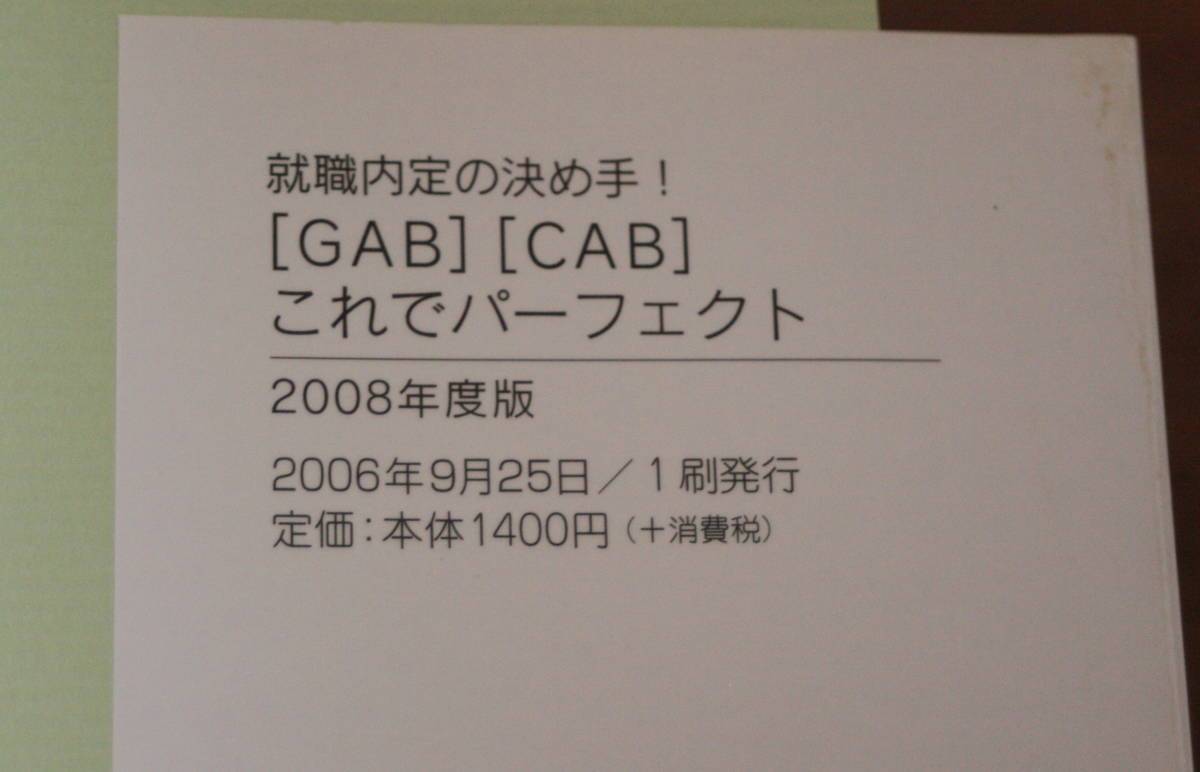 就職内定の決め手！
[GAB] [CAB]
これでパーフェクト
2008年度版
2006年9月25日／1刷発行
定価：本体1400円（＋消費税）